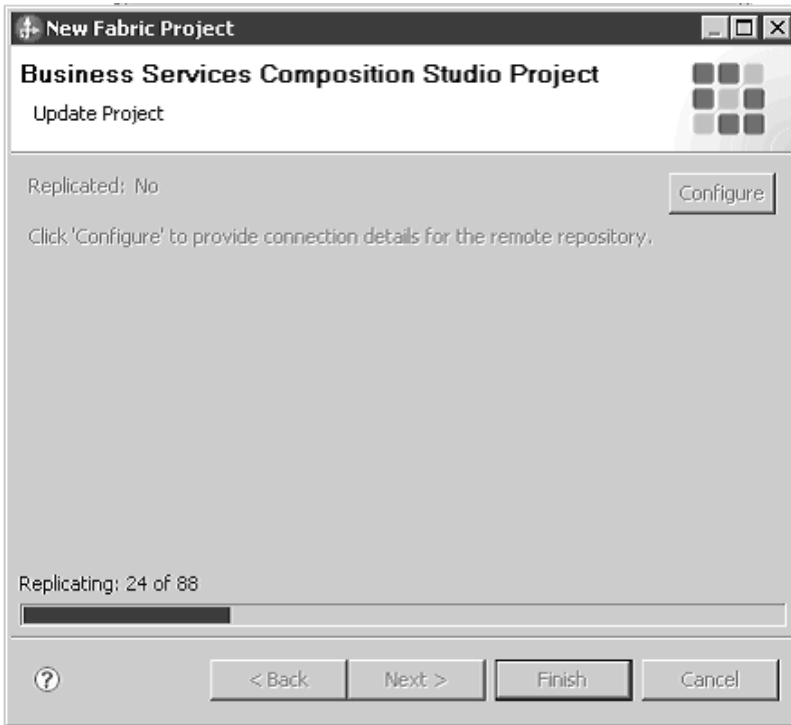 New Fabric Project
Business Services Composition Studio Project
Update Project
Replicated: No
Configure
Click 'Configure' to provide connection details for the remote repository.
Replicating: 24 of 88
?
< Back
Next >
Finish
Cancel